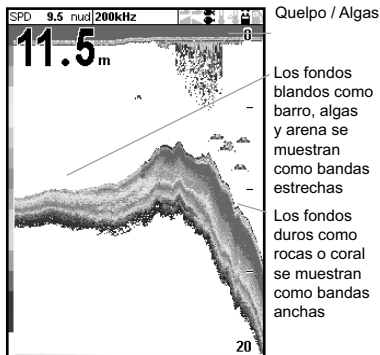 Quelpo / Algas
SPD 9.5 nud 200kHz
0
11.5m
Los fondos
blandos como
barro, algas
y arena se
muestran
como bandas
estrechas
Los fondos
duros como
rocas o coral
se muestran
como bandas
anchas
20